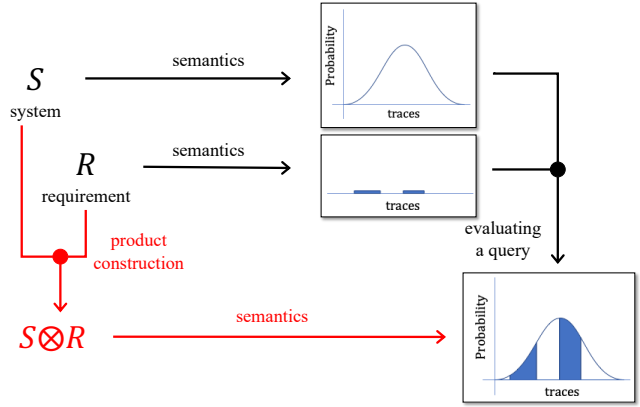 S
system
semantics
Probability
traces
R
requirement
semantics
traces
product
construction
evaluating
a query
S⊗R
semantics
Probability
traces